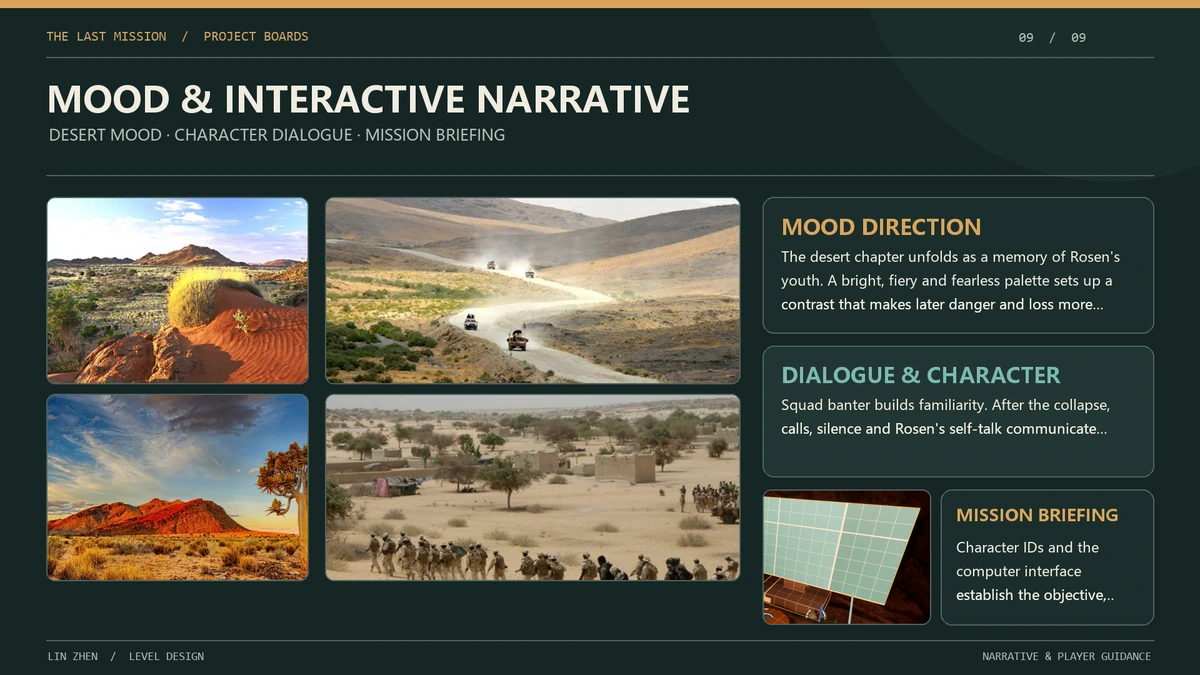 THE LAST MISSION / PROJECT BOARDS
09 / 09
MOOD & INTERACTIVE NARRATIVE
DESERT MOOD · CHARACTER DIALOGUE · MISSION BRIEFING
MOOD DIRECTION
The desert chapter unfolds as a memory of Rosen's
youth. A bright, fiery and fearless palette sets up a
contrast that makes later danger and loss more...
DIALOGUE & CHARACTER
Squad banter builds familiarity. After the collapse,
calls, silence and Rosen's self-talk communicate...
MISSION BRIEFING
Character IDs and the
computer interface
establish the objective,..
LIN ZHEN / LEVEL DESIGN
NARRATIVE & PLAYER GUIDANCE